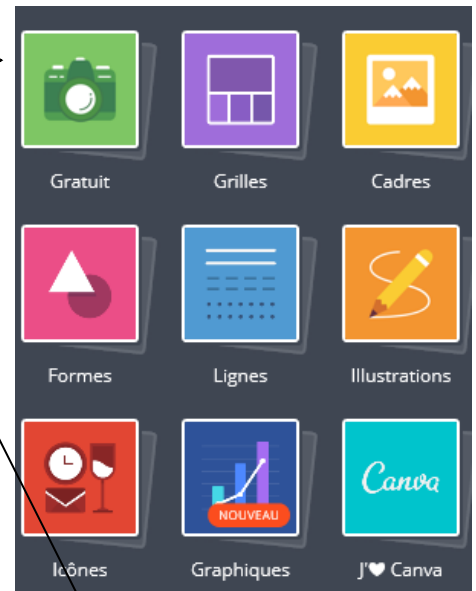 Gratuit Grilles Cadres
Formes Lignes Illustrations
Canva
NOUVEAU
Icônes Graphiques J'♥ Canva